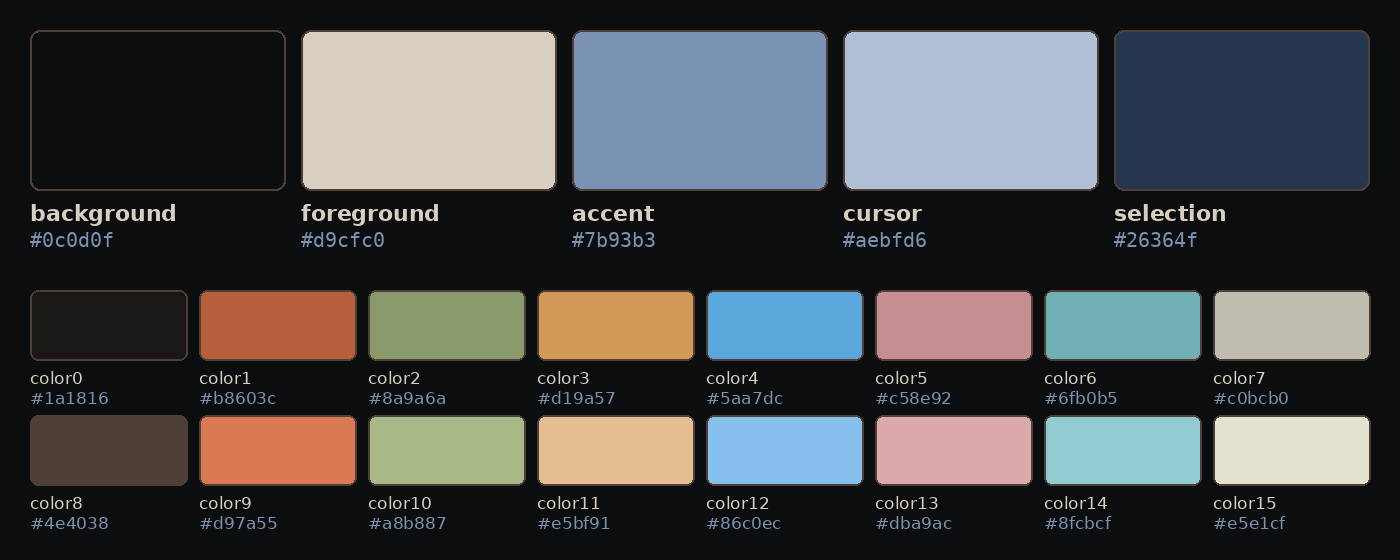 background foreground accent cursor selection
#0c0d0f #d9cfc0 #7b93b3 #aebfd6 #26364f
color0 color1 color2 color3 color4 color5 color6 color7
#1a1816 #b8603c #8a9a6a #d19a57 #5aa7dc #c58e92 #6fb0b5 #c0bcb0
color8 color9 color10 color11 color12 color13 color14 color15
#4e4038 #d97a55 #a8b887 #e5bf91 #86c0ec #dba9ac #8fcbcf #e5e1cf